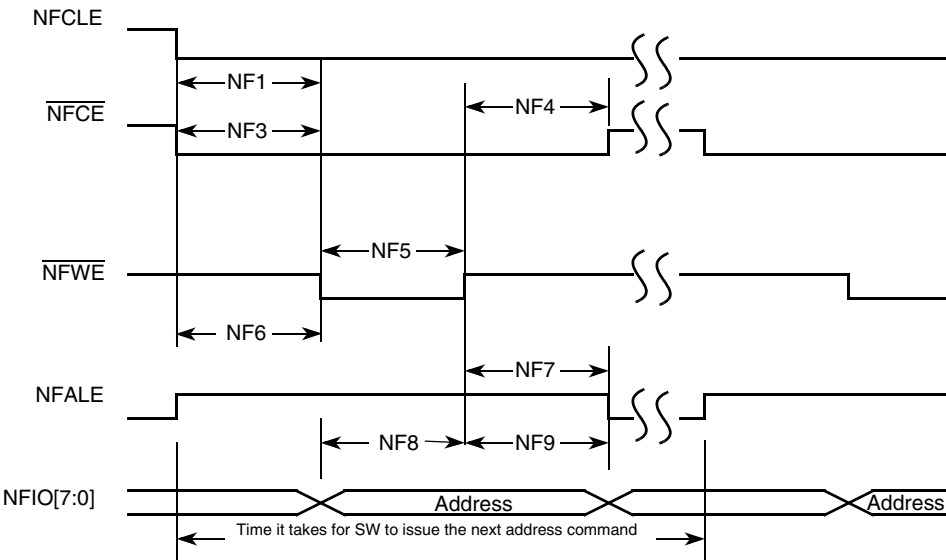 NFCLE
NF1
NF4
NFCE
NF3
NF5
NFWE
NF6
NF7
NFALE
NF8
NF9
NFIO[7:0]
Address
Address
Time it takes for SW to issue the next address command